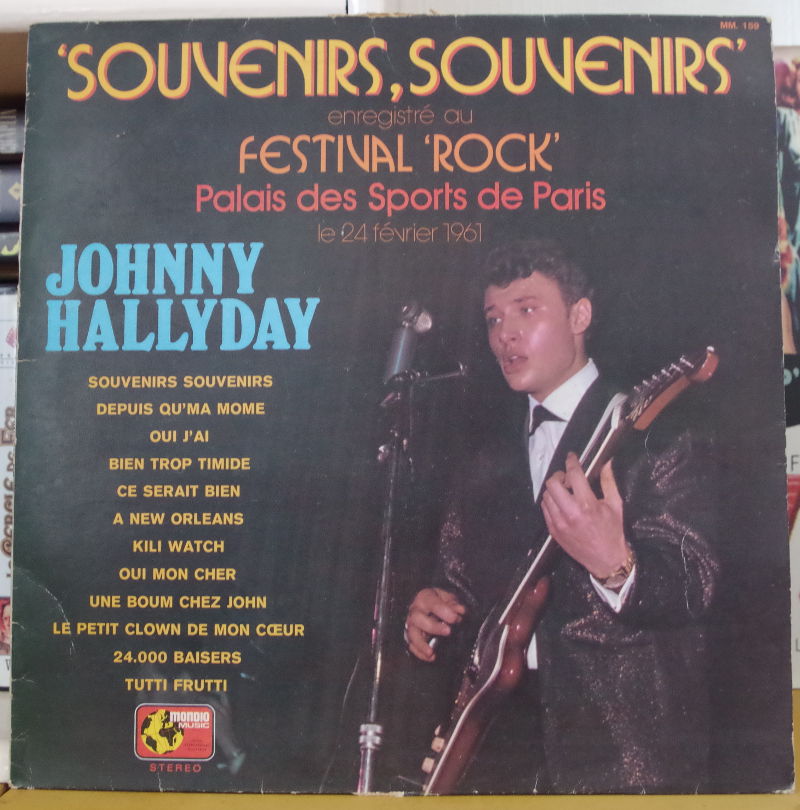 MM. 159
'SOUVENIRS, SOUVENIRS'
enregistré au
FESTIVAL 'ROCK'
Palais des Sports de Paris
le 24 février 1961
JOHNNY
HALLYDAY
SOUVENIRS SOUVENIRS
DEPUIS QU'MA MOME
OUI J'AI
BIEN TROP TIMIDE
CE SERAIT BIEN
A NEW ORLEANS
KILI WATCH
OUI MON CHER
UNE BOUM CHEZ JOHN
LE PETIT CLOWN DE MON CŒUR
24.000 BAISERS
TUTTI FRUTTI
MONDIO
MUSIC
STEREO